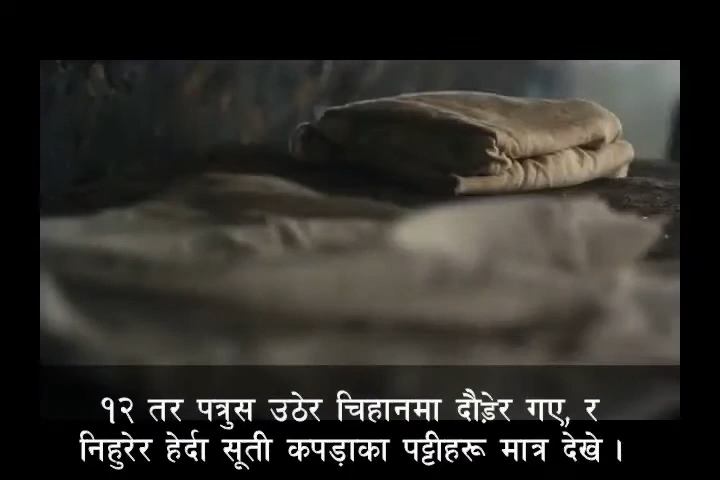 १२ तर पत्रुस उठेर चिहानमा दौड़ेर गए, र
निहुरेर हेर्दा सूती कपड़ाका पट्टीहरू मात्र देखे ।